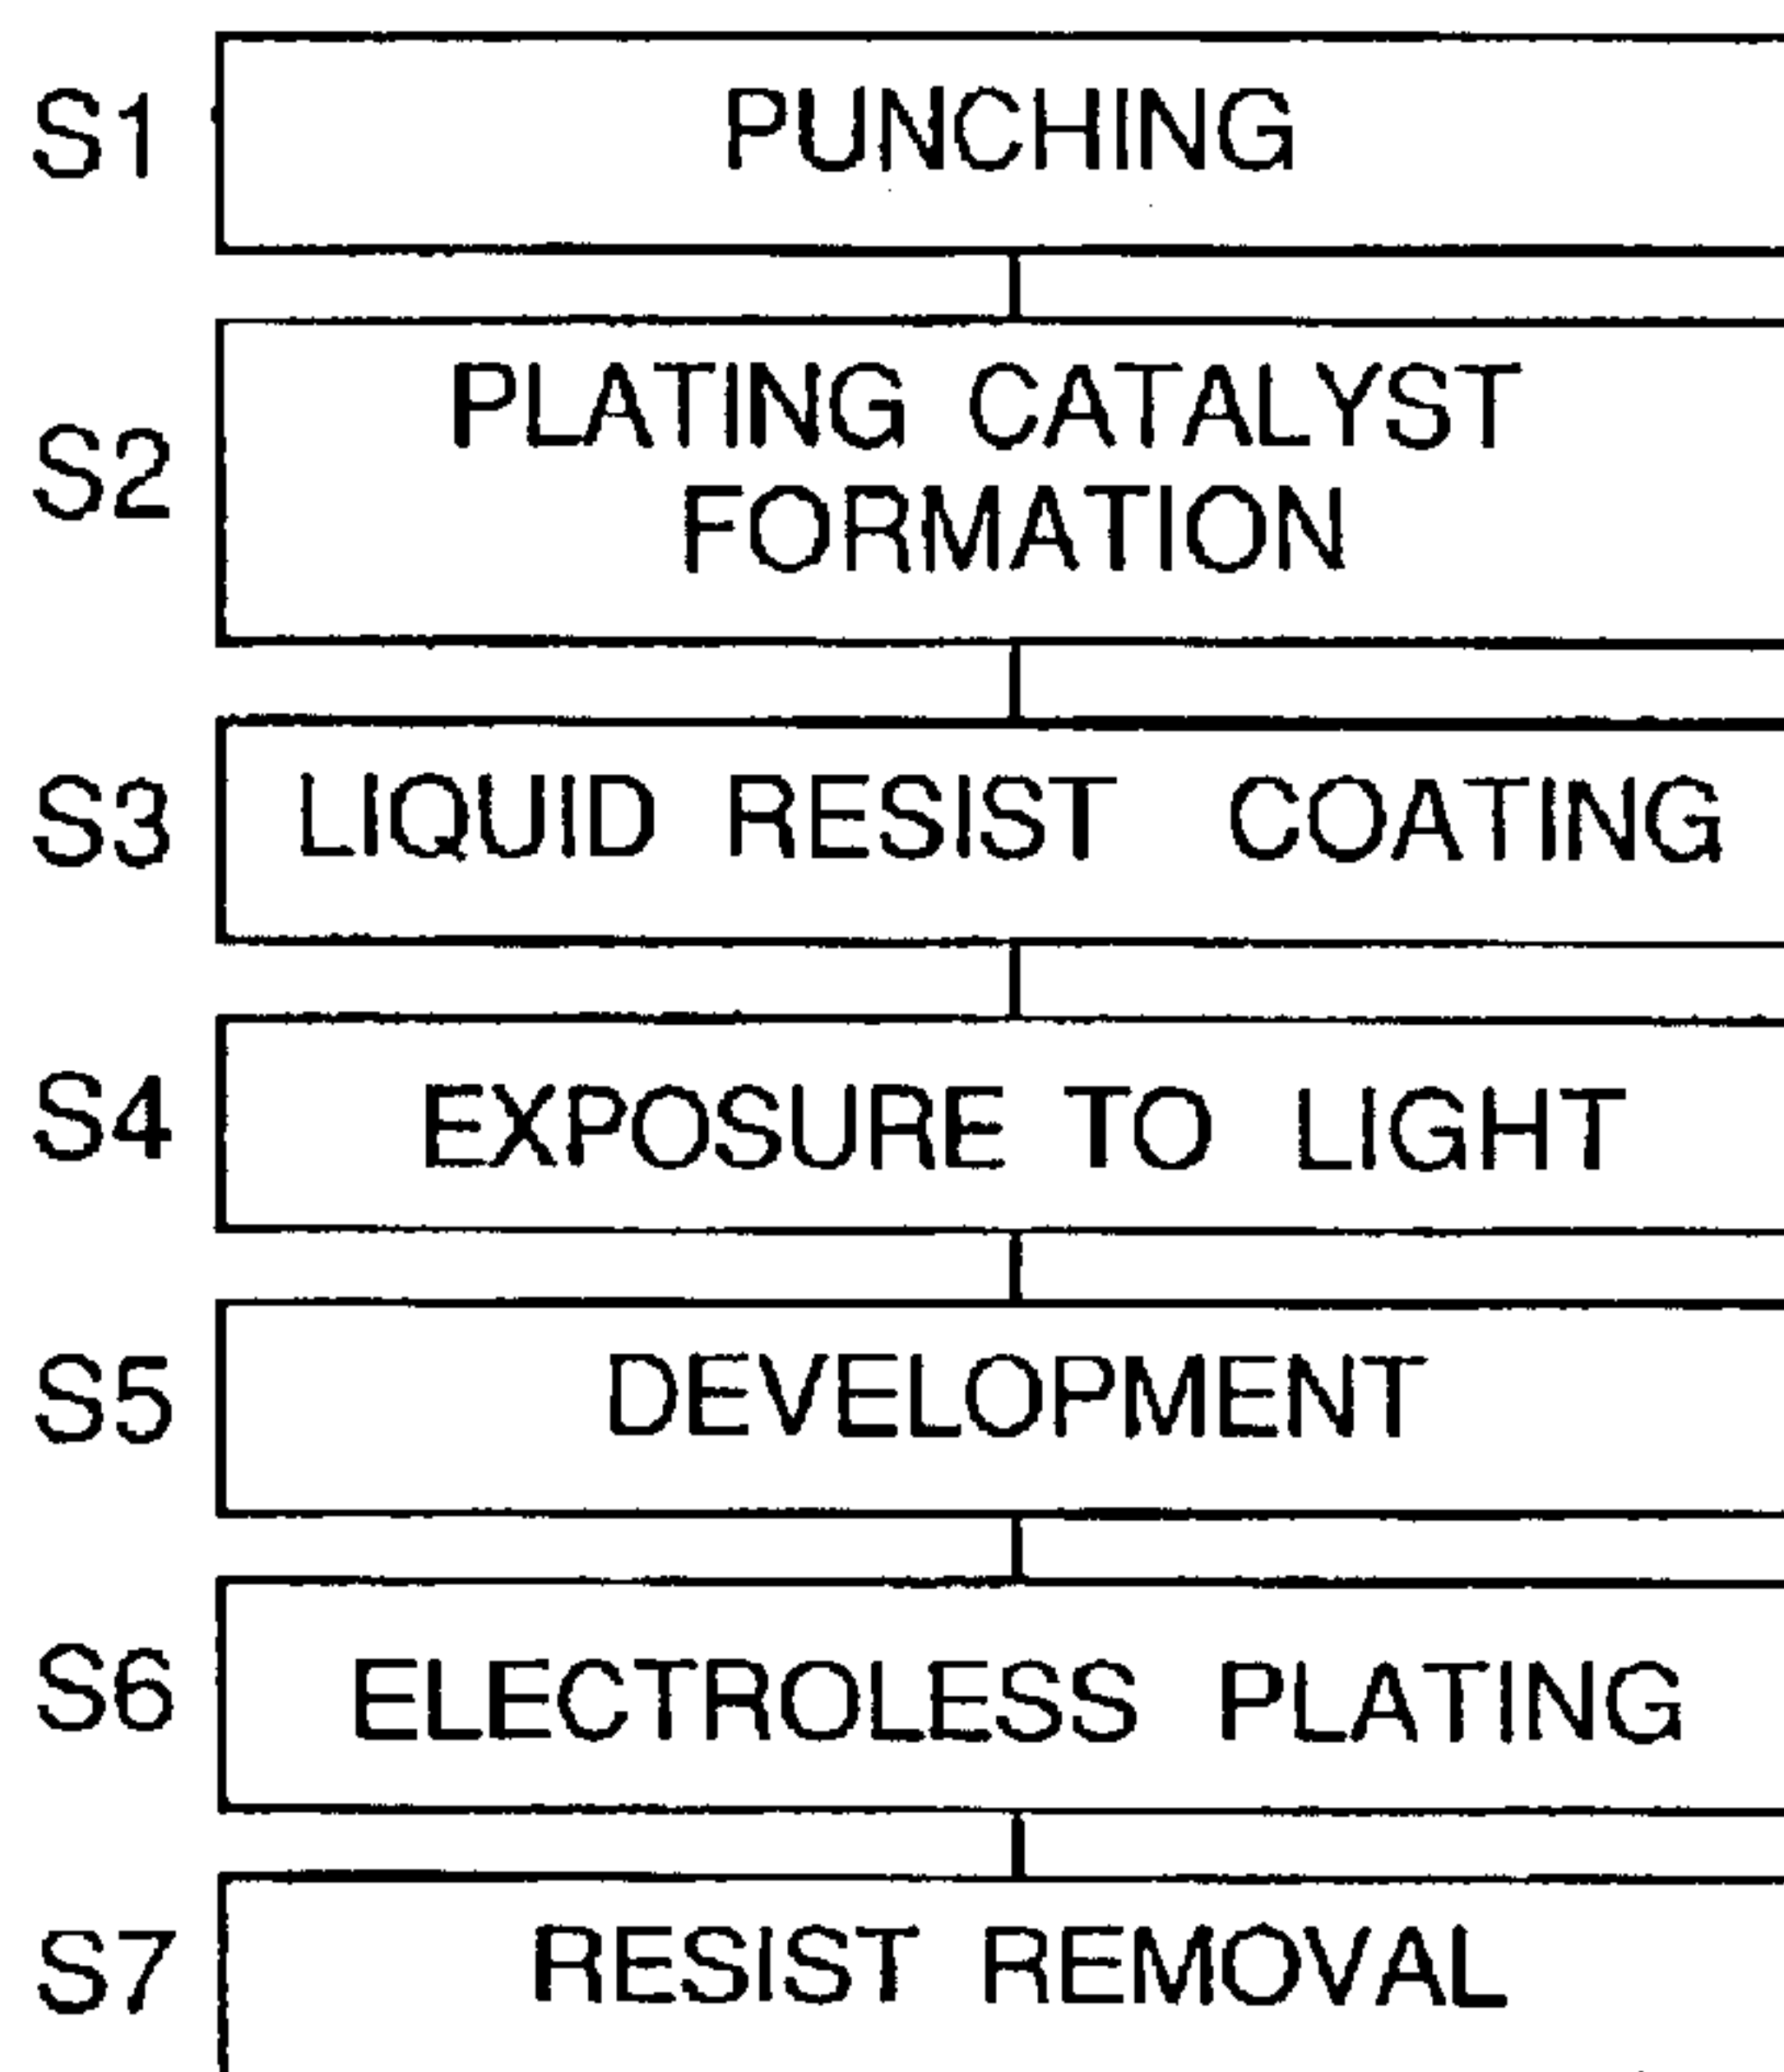 S1 PUNCHING
S2 PLATING CATALYST
FORMATION
S3 LIQUID RESIST COATING
S4 EXPOSURE TO LIGHT
S5 DEVELOPMENT
S6 ELECTROLESS PLATING
S7 RESIST REMOVAL